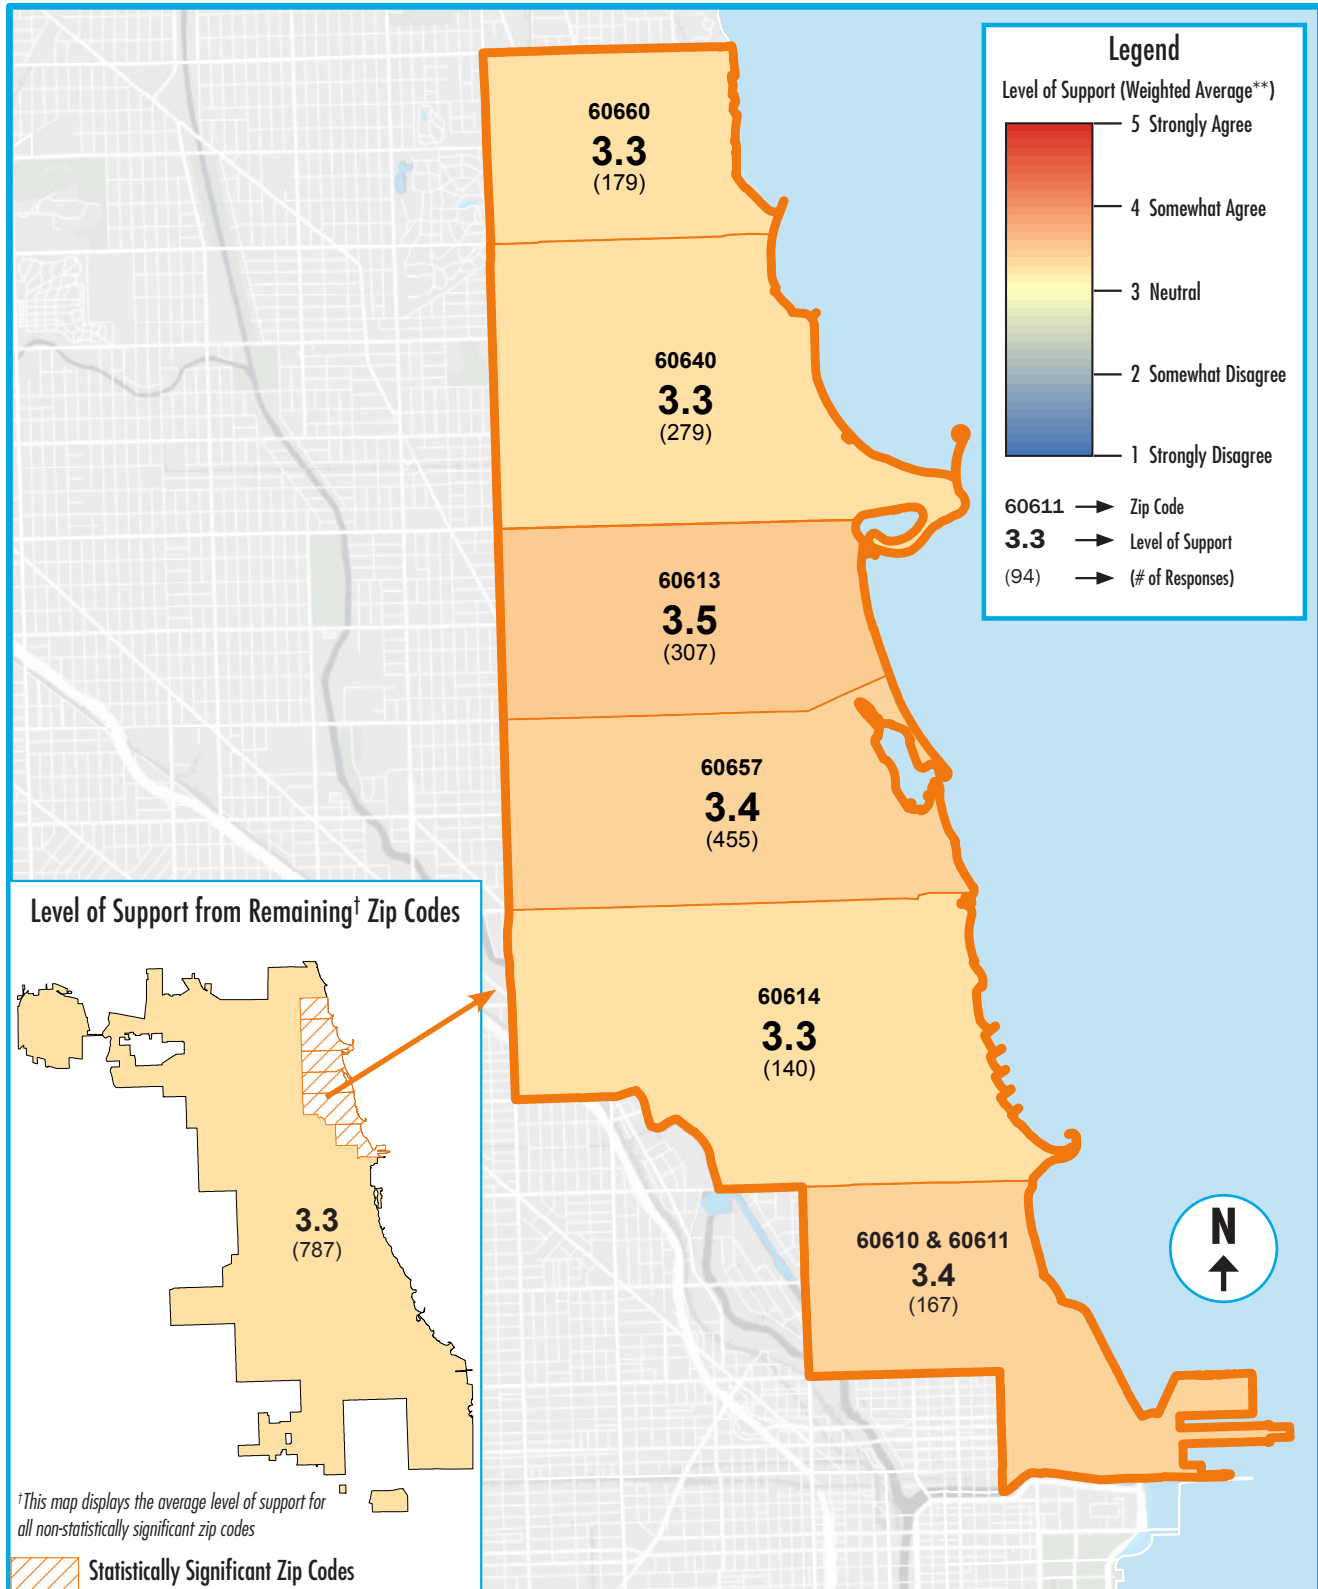 60660
3.3
(179)
60640
3.3
(279)
60613
3.5
(307)
60657
3.4
(455)
60614
3.3
(140)
60610 & 60611
3.4
(167)
Legend
Level of Support (Weighted Average**)
5 Strongly Agree
4 Somewhat Agree
3 Neutral
2 Somewhat Disagree
1 Strongly Disagree
60611 Zip Code
3.3 Level of Support
(94) (# of Responses)
Level of Support from Remaining† Zip Codes
3.3
(787)
†This map displays the average level of support for
all non-statistically significant zip codes
Statistically Significant Zip Codes
N